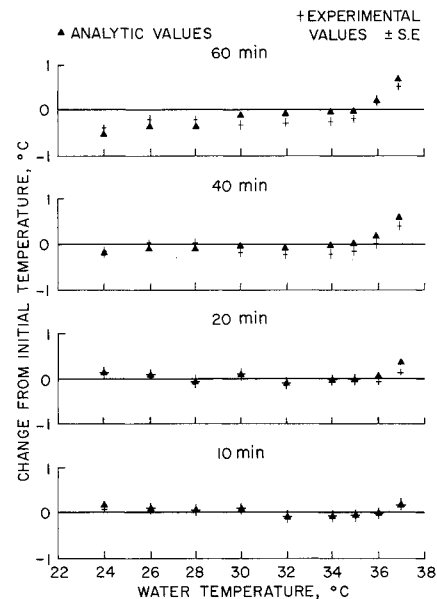 ▲ ANALYTIC VALUES
+ EXPERIMENTAL
VALUES ± S.E
60 min
1
0
-1
40 min
1
0
-1
20 min
1
0
-1
10 min
1
0
-1
22 24 26 28 30 32 34 36 38
WATER TEMPERATURE, °C
CHANGE FROM INITIAL TEMPERATURE, °C